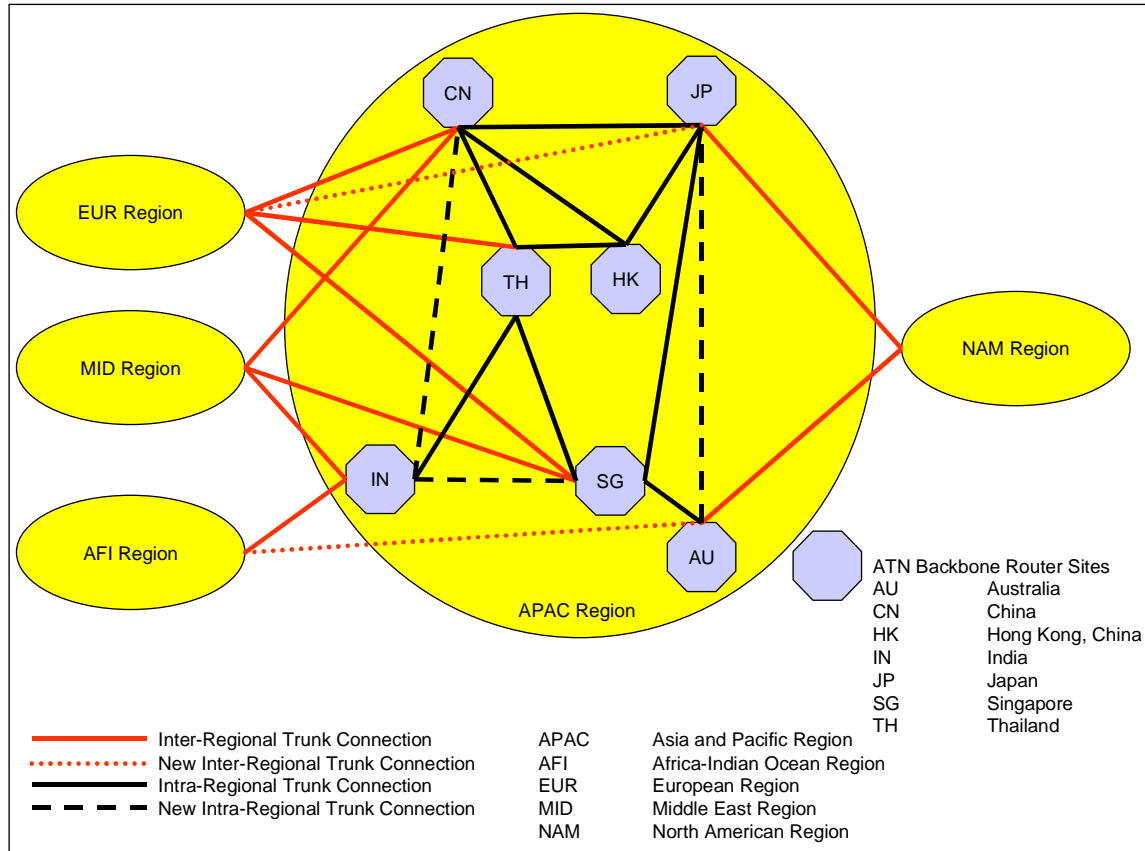 CN
JP
EUR Region
TH
HK
MID Region
NAM Region
IN
SG
AFI Region
AU
APAC Region
ATN Backbone Router Sites
AU Australia
CN China
HK Hong Kong, China
IN India
JP Japan
SG Singapore
TH Thailand
Inter-Regional Trunk Connection
New Inter-Regional Trunk Connection
Intra-Regional Trunk Connection
New Intra-Regional Trunk Connection
APAC Asia and Pacific Region
AFI Africa-Indian Ocean Region
EUR European Region
MID Middle East Region
NAM North American Region